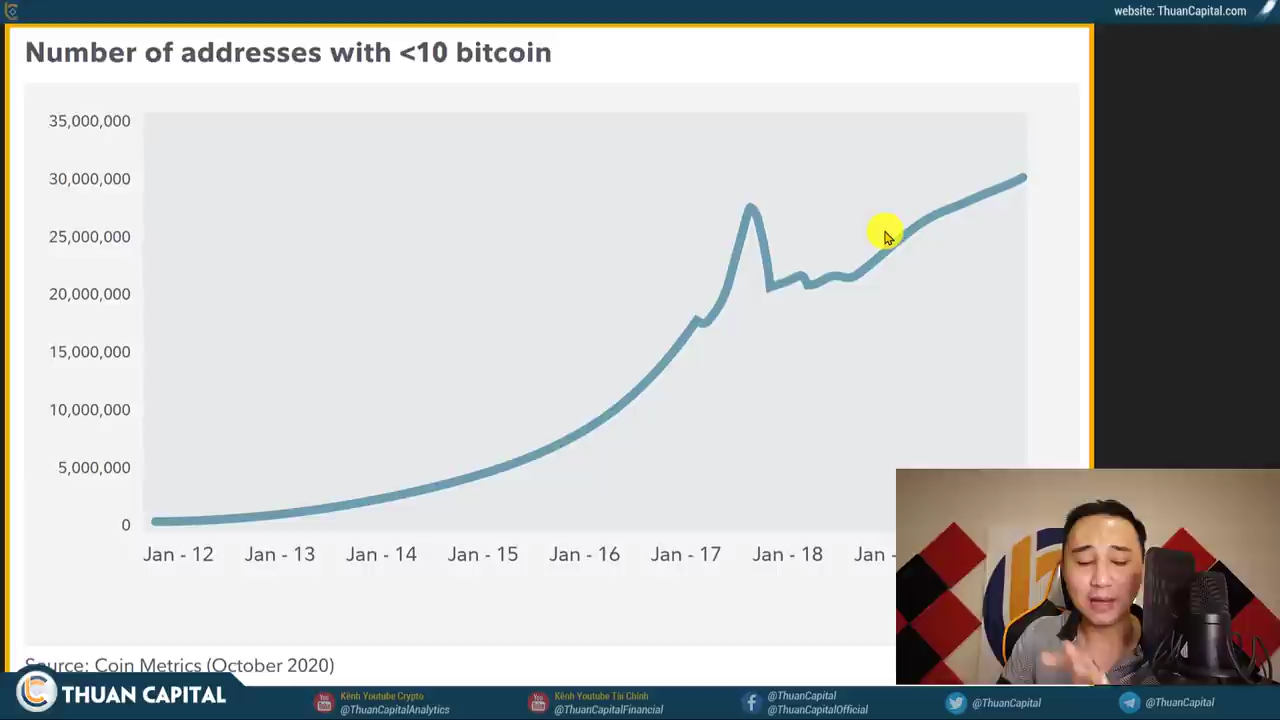 website: ThuanCapital.com
Number of addresses with <10 bitcoin
35,000,000
30,000,000
25,000,000
20,000,000
15,000,000
10,000,000
5,000,000
0
Jan - 12 Jan - 13 Jan - 14 Jan - 15 Jan - 16 Jan - 17 Jan - 18 Jan -
Source: Coin Metrics (October 2020)
THUAN CAPITAL
Kênh Youtube Crypto
@ThuanCapitalAnalytics
Kênh Youtube Tài Chính
@ThuanCapitalFinancial
@ThuanCapital
@ThuanCapitalOfficial
@ThuanCapital
@ThuanCapital